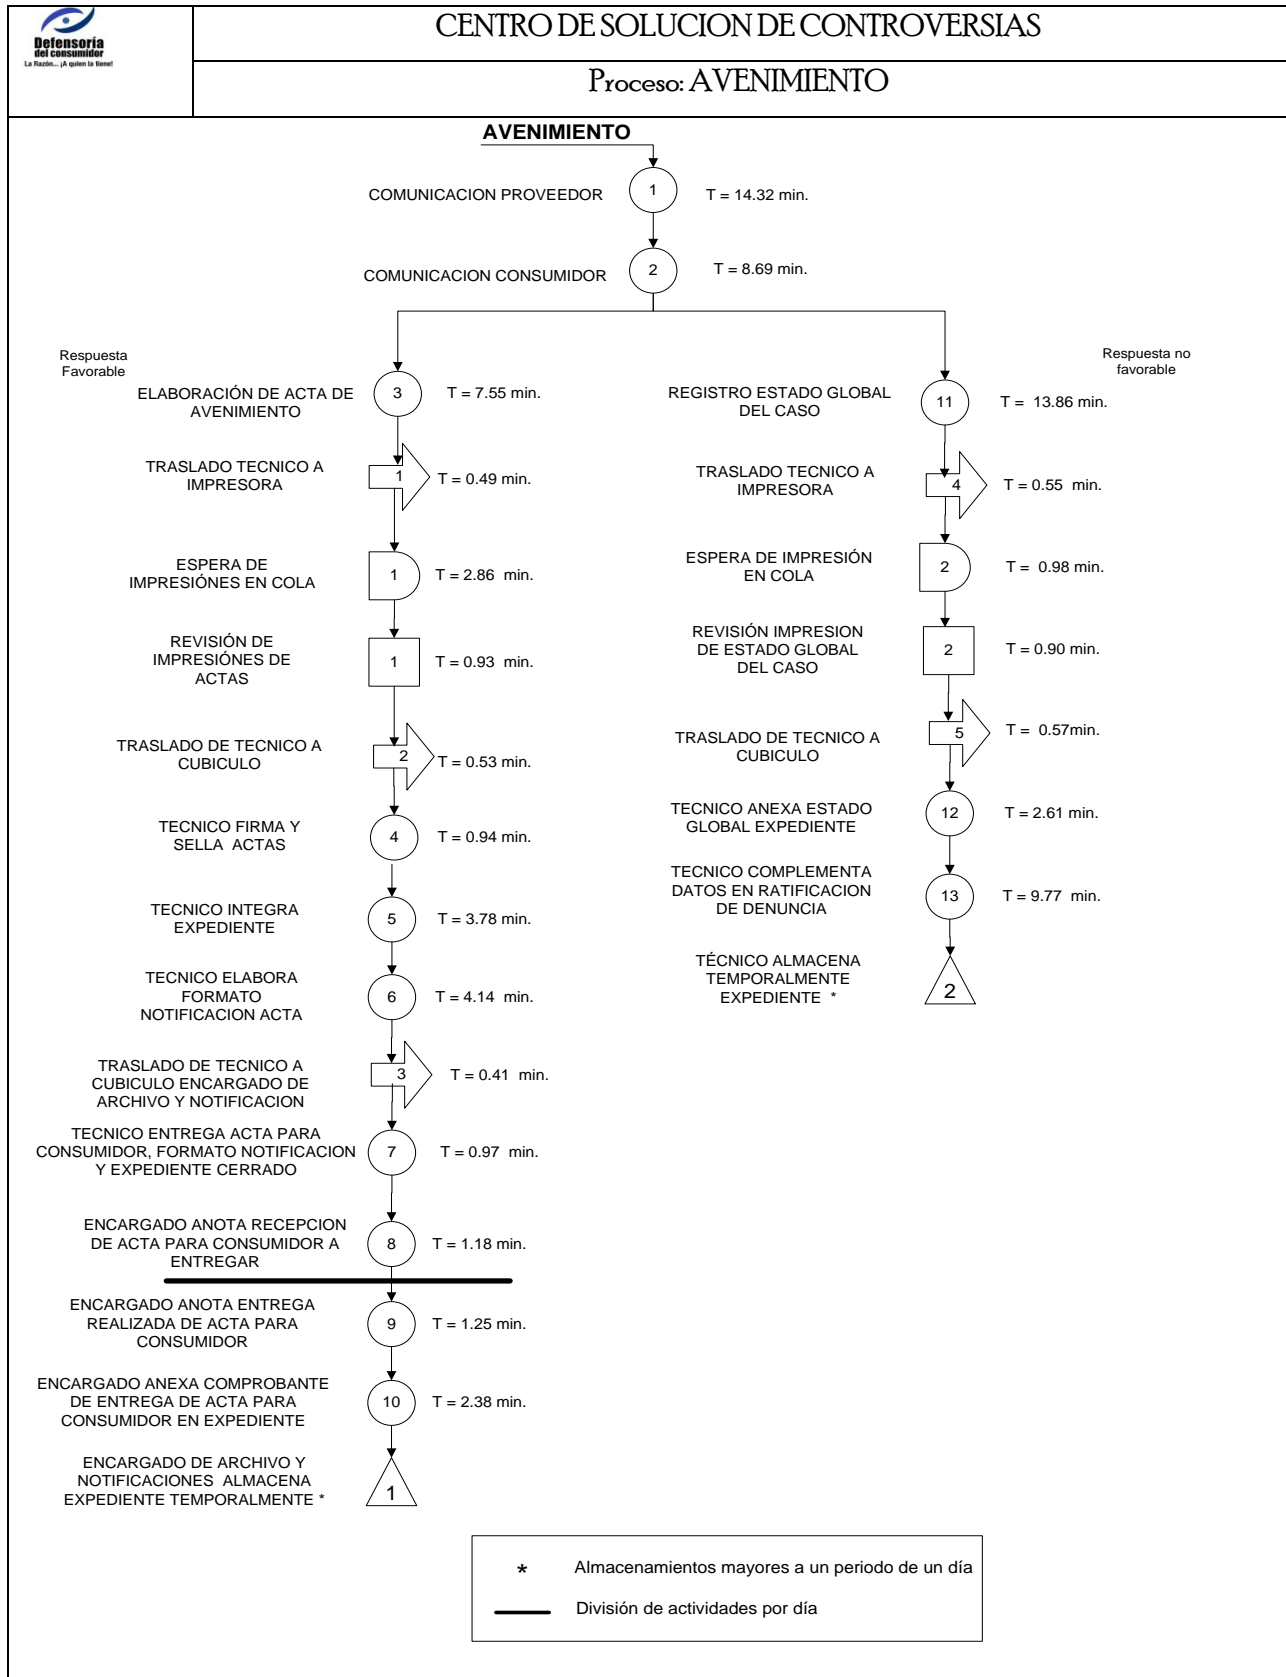 Defensoría
del consumidor
La Razón... ¡A quien la tiene!
CENTRO DE SOLUCION DE CONTROVERSIAS
Proceso: AVENIMIENTO
AVENIMIENTO
COMUNICACION PROVEEDOR
1
T = 14.32 min.
COMUNICACION CONSUMIDOR
2
T = 8.69 min.
Respuesta
Favorable
ELABORACIÓN DE ACTA DE
AVENIMIENTO
3
T = 7.55 min.
TRASLADO TECNICO A
IMPRESORA
1
T = 0.49 min.
ESPERA DE
IMPRESIÓNES EN COLA
1
T = 2.86 min.
REVISIÓN DE
IMPRESIÓNES DE
ACTAS
1
T = 0.93 min.
TRASLADO DE TECNICO A
CUBICULO
2
T = 0.53 min.
TECNICO FIRMA Y
SELLA ACTAS
4
T = 0.94 min.
TECNICO INTEGRA
EXPEDIENTE
5
T = 3.78 min.
TECNICO ELABORA
FORMATO
NOTIFICACION ACTA
6
T = 4.14 min.
TRASLADO DE TECNICO A
CUBICULO ENCARGADO DE
ARCHIVO Y NOTIFICACION
3
T = 0.41 min.
TECNICO ENTREGA ACTA PARA
CONSUMIDOR, FORMATO NOTIFICACION
Y EXPEDIENTE CERRADO
7
T = 0.97 min.
ENCARGADO ANOTA RECEPCION
DE ACTA PARA CONSUMIDOR A
ENTREGAR
8
T = 1.18 min.
ENCARGADO ANOTA ENTREGA
REALIZADA DE ACTA PARA
CONSUMIDOR
9
T = 1.25 min.
ENCARGADO ANEXA COMPROBANTE
DE ENTREGA DE ACTA PARA
CONSUMIDOR EN EXPEDIENTE
10
T = 2.38 min.
ENCARGADO DE ARCHIVO Y
NOTIFICACIONES ALMACENA
EXPEDIENTE TEMPORALMENTE *
1
Respuesta no
favorable
REGISTRO ESTADO GLOBAL
DEL CASO
11
T = 13.86 min.
TRASLADO TECNICO A
IMPRESORA
4
T = 0.55 min.
ESPERA DE IMPRESIÓN
EN COLA
2
T = 0.98 min.
REVISIÓN IMPRESION
DE ESTADO GLOBAL
DEL CASO
2
T = 0.90 min.
TRASLADO DE TECNICO A
CUBICULO
5
T = 0.57min.
TECNICO ANEXA ESTADO
GLOBAL EXPEDIENTE
12
T = 2.61 min.
TECNICO COMPLEMENTA
DATOS EN RATIFICACION
DE DENUNCIA
13
T = 9.77 min.
TÉCNICO ALMACENA
TEMPORALMENTE
EXPEDIENTE *
2
* Almacenamientos mayores a un periodo de un día
División de actividades por día